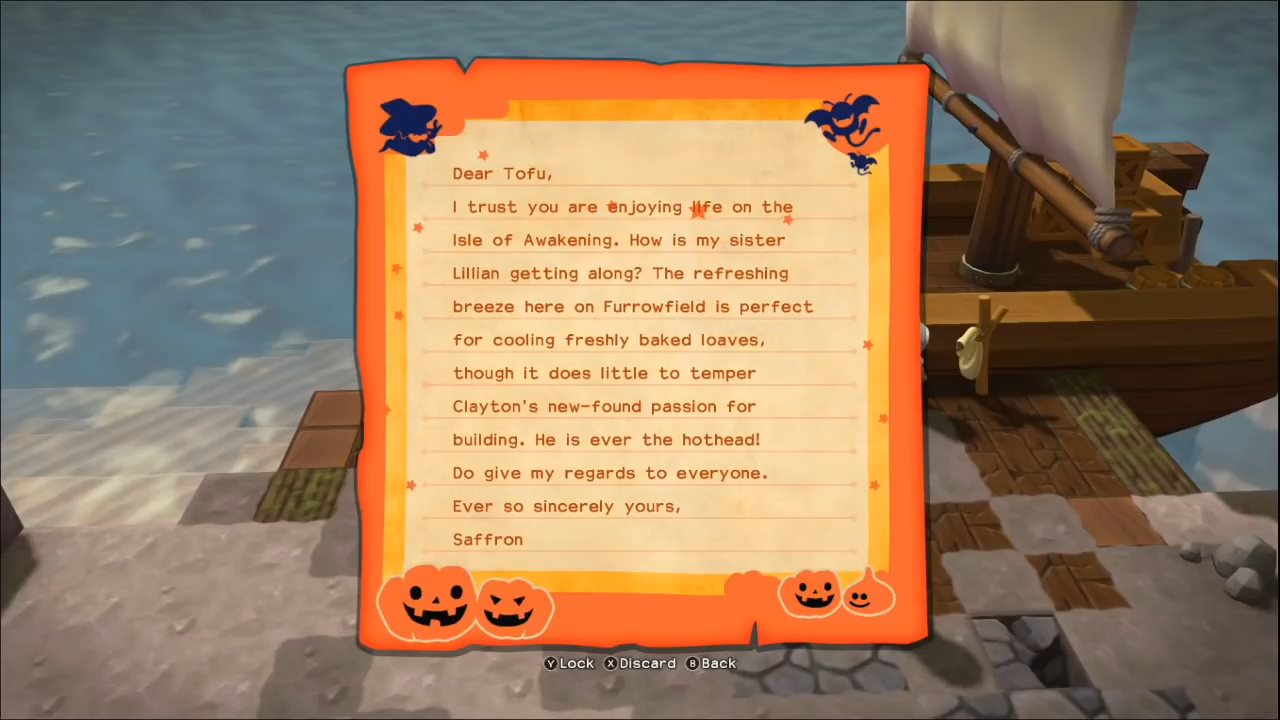 Dear Tofu,
I trust you are enjoying life on the
Isle of Awakening. How is my sister
Lillian getting along? The refreshing
breeze here on Furrowfield is perfect
for cooling freshly baked loaves,
though it does little to temper
Clayton's new-found passion for
building. He is ever the hothead!
Do give my regards to everyone.
Ever so sincerely yours,
Saffron
Y Lock X Discard B Back